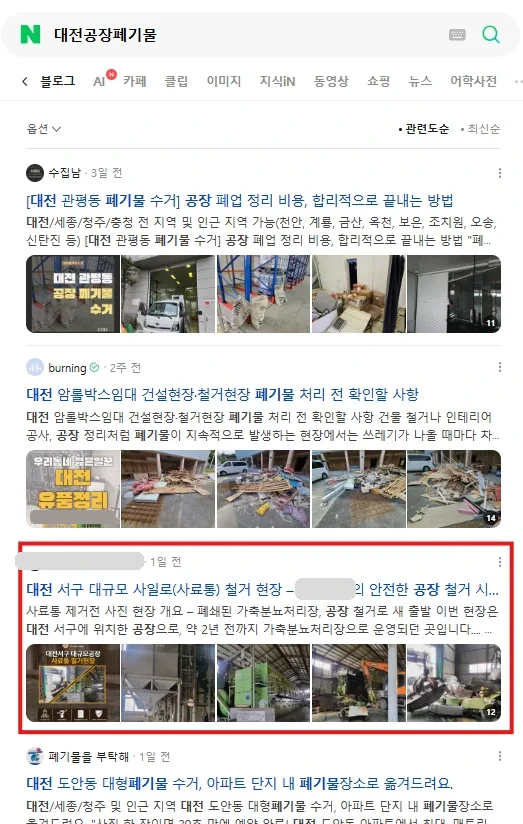 N 대전공장폐기물
블로그 AI N 카페 클립 이미지 지식iN 동영상 쇼핑 뉴스 어학사전
옵션 • 관련도순 • 최신순
수집남 · 3일 전
[대전 관평동 폐기물 수거] 공장 폐업 정리 비용, 합리적으로 끝내는 방법
대전/세종/청주/충청 전 지역 및 인근 지역 가능(천안, 계룡, 금산, 옥천, 보은, 조치원, 오송,
신탄진 등) [대전 관평동 폐기물 수거] 공장 폐업 정리 비용, 합리적으로 끝내는 방법 "폐...
대전 관평동
공장 폐기물
수거
11
burning · 2주 전
대전 암롤박스임대 건설현장·철거현장 폐기물 처리 전 확인할 사항
대전 암롤박스임대 건설현장·철거현장 폐기물 처리 전 확인할 사항 건물 철거나 인테리어
공사, 공장 정리처럼 폐기물이 지속적으로 발생하는 현장에서는 쓰레기가 나올 때마다 차...
우리동네 젊은일꾼
대전
유품정리
14
· 1일 전
대전 서구 대규모 사일로(사료통) 철거 현장 – 의 안전한 공장 철거 시...
사료통 제거전 사진 현장 개요 – 폐쇄된 가축분뇨처리장, 공장 철거로 새 출발 이번 현장은
대전 서구에 위치한 공장으로, 약 2년 전까지 가축분뇨처리장으로 운영되던 곳입니다.... ...
대전서구 대규모공장
사료통 철거현장
12
폐기물을 부탁해 · 1일 전
대전 도안동 대형폐기물 수거, 아파트 단지 내 폐기물장소로 옮겨드려요.
대전/세종/청주 및 인근 지역 대전 도안동 대형폐기물 수거, 아파트 단지 내 폐기물장소로